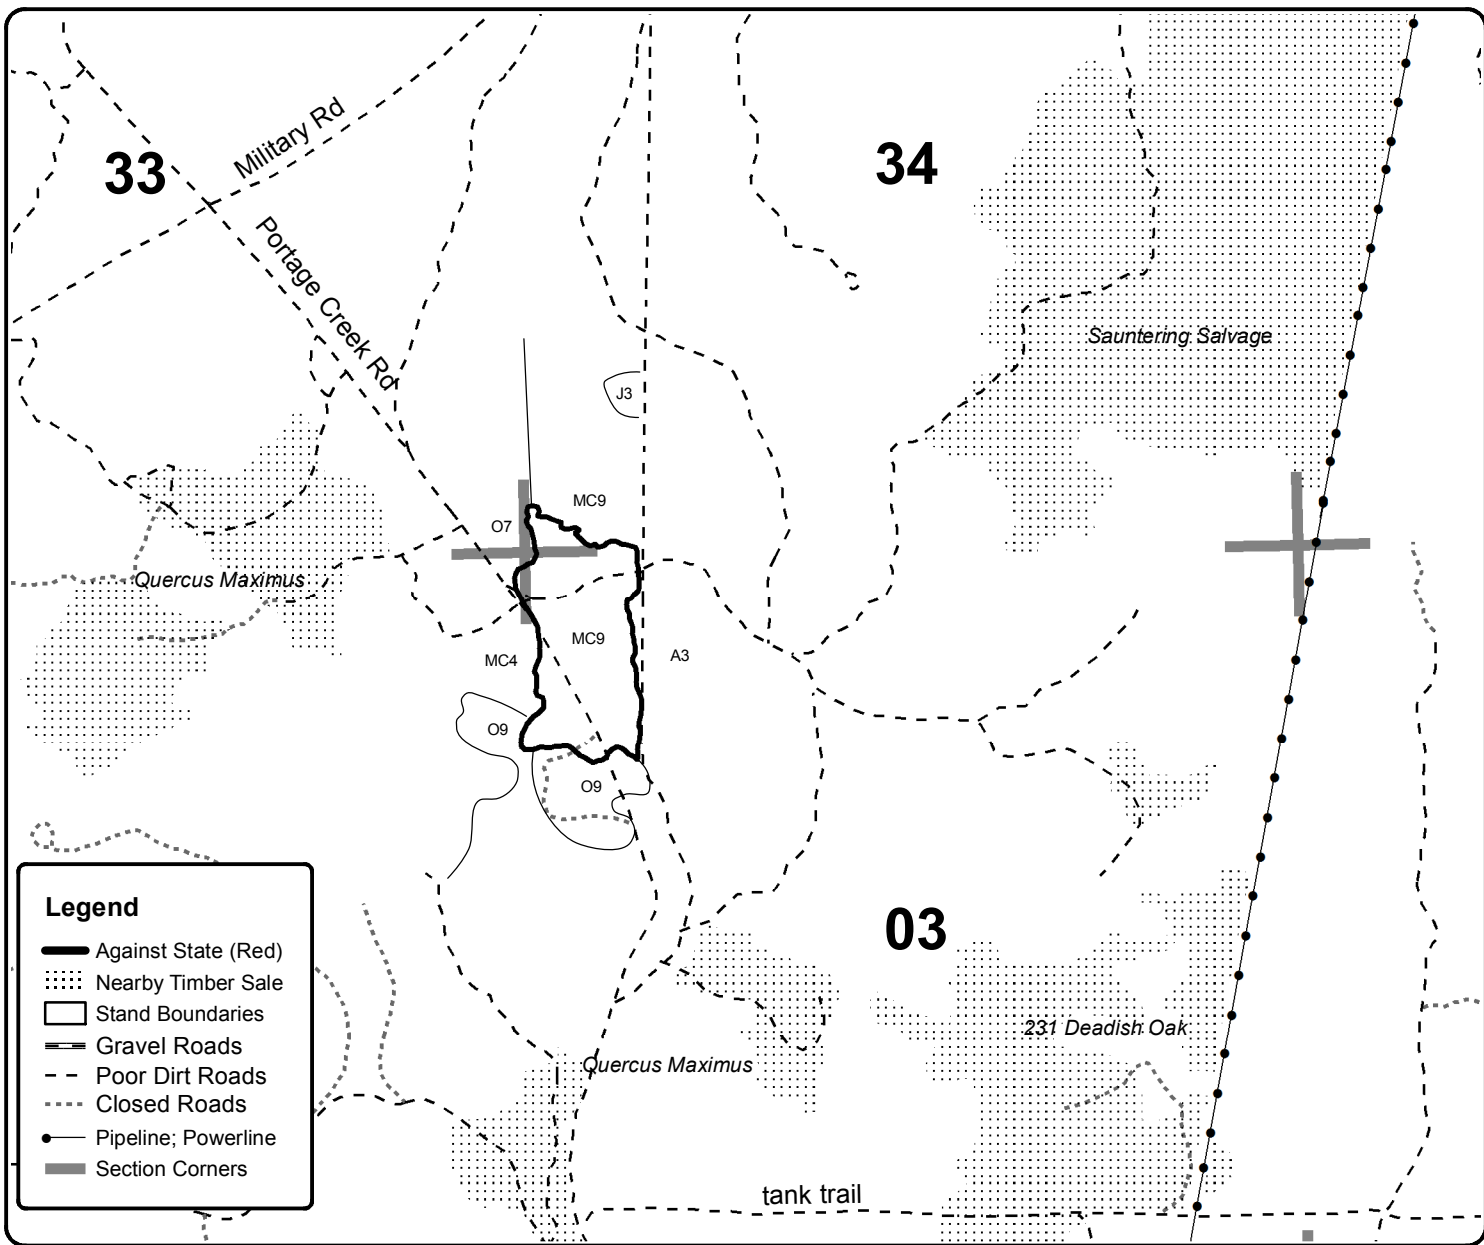 33
Military Rd
34
Portage Creek Rd
Sauntering Salvage
J3
MC9
O7
Quercus Maximus
MC9
MC4
A3
O9
O9
03
231 Deadish Oak
Quercus Maximus
tank trail
Legend
Against State (Red)
Nearby Timber Sale
Stand Boundaries
Gravel Roads
Poor Dirt Roads
Closed Roads
Pipeline; Powerline
Section Corners